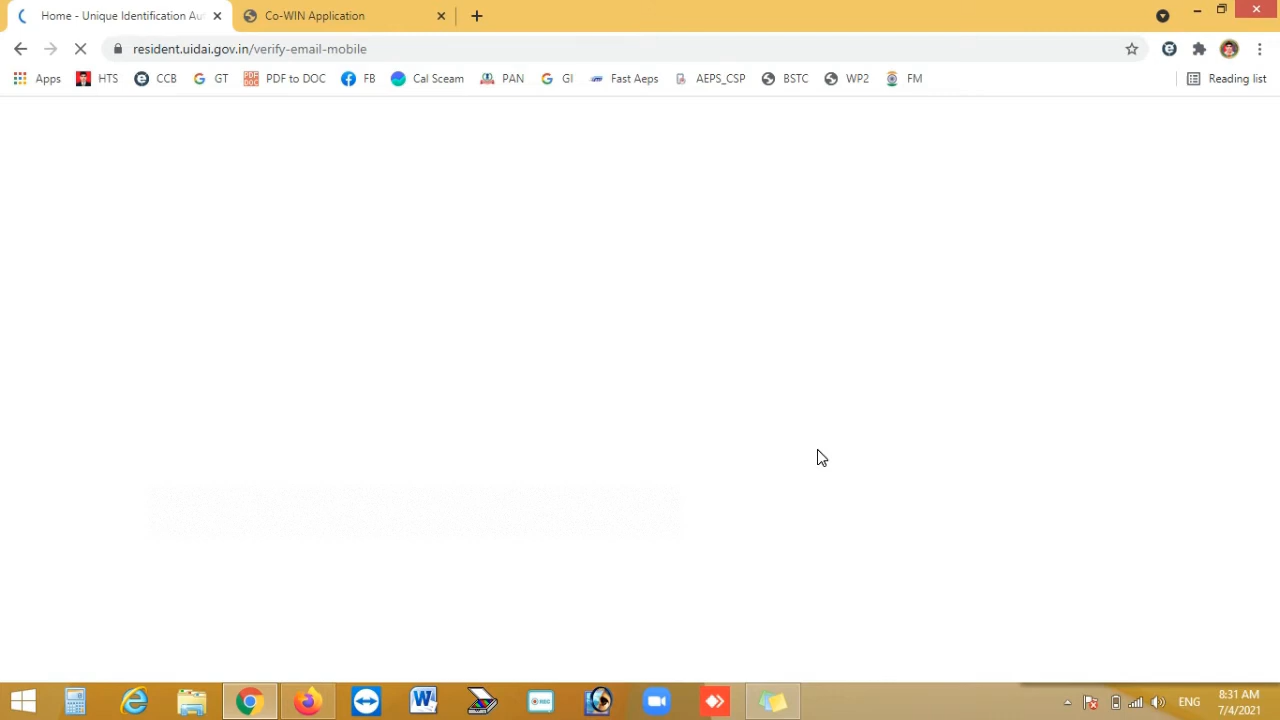 Home - Unique Identification Au
Co-WIN Application
resident.uidai.gov.in/verify-email-mobile
Apps HTS CCB GT PDF to DOC FB Cal Sceam PAN GI Fast Aeps AEPS_CSP BSTC WP2 FM Reading list
ENG
8:31 AM
7/4/2021